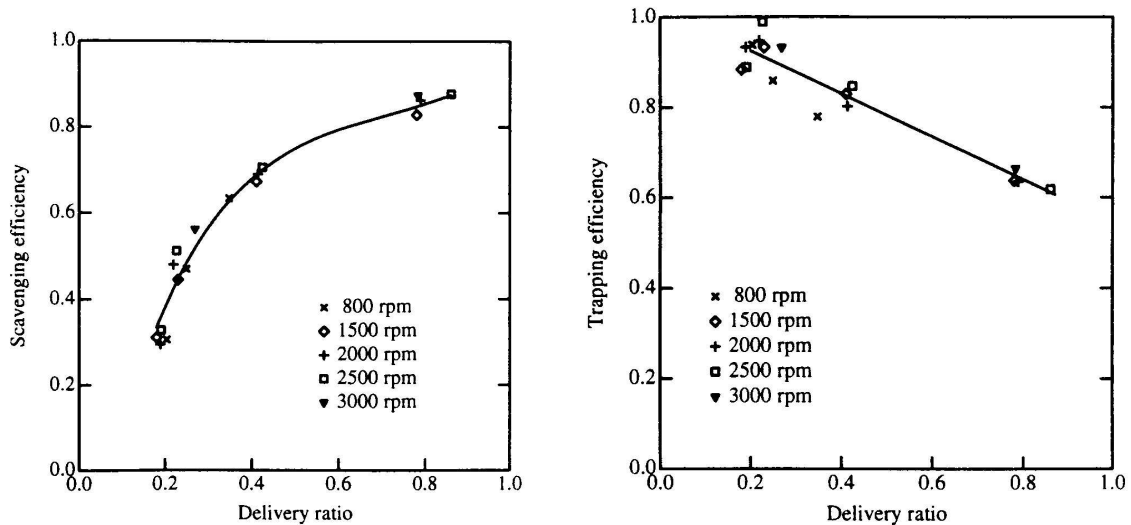 1.0
0.8
0.6
0.4
0.2
0.0
Scavenging efficiency
× 800 rpm
◇ 1500 rpm
+ 2000 rpm
□ 2500 rpm
▼ 3000 rpm
0.0 0.2 0.4 0.6 0.8 1.0
Delivery ratio
1.0
0.8
0.6
0.4
0.2
0.0
Trapping efficiency
× 800 rpm
◇ 1500 rpm
+ 2000 rpm
□ 2500 rpm
▼ 3000 rpm
0.0 0.2 0.4 0.6 0.8 1.0
Delivery ratio